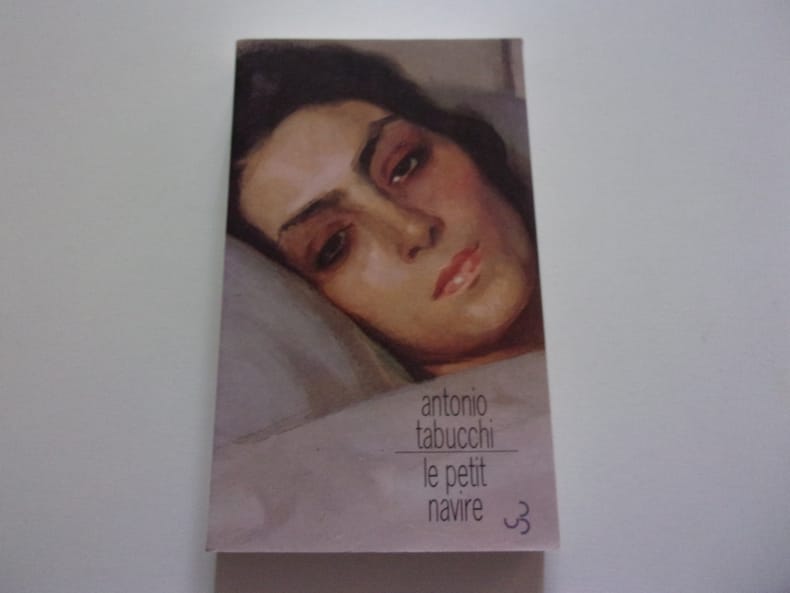 antonio
tabucchi
le petit
navire